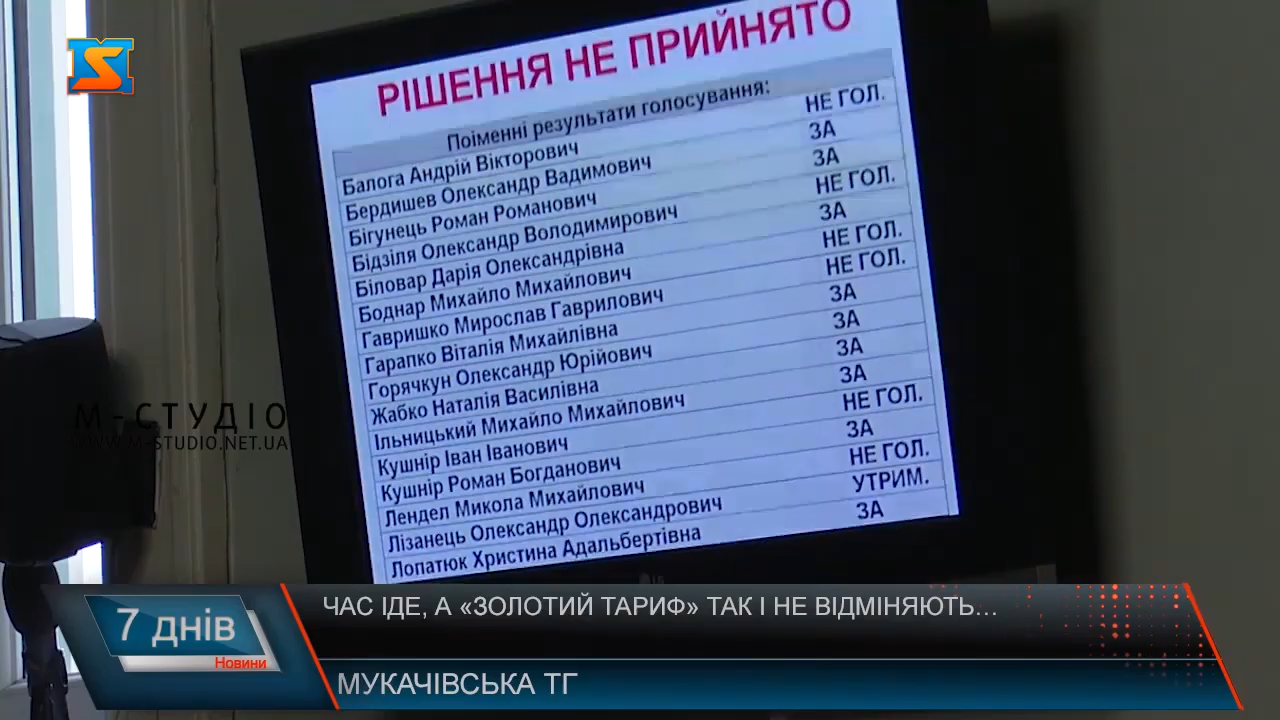 РІШЕННЯ НЕ ПРИЙНЯТО
Поіменні результати голосування:
Балога Андрій Вікторович НЕ ГОЛ.
Бердишев Олександр Вадимович ЗА
Бігунець Роман Романович ЗА
Бідзіля Олександр Володимирович НЕ ГОЛ.
Біловар Дарія Олександрівна ЗА
Боднар Михайло Михайлович НЕ ГОЛ.
Гавришко Мирослав Гаврилович НЕ ГОЛ.
Гарапко Віталія Михайлівна ЗА
Горячкун Олександр Юрійович ЗА
Жабко Наталія Василівна ЗА
Ільницький Михайло Михайлович ЗА
Кушнір Іван Іванович НЕ ГОЛ.
Кушнір Роман Богданович ЗА
Лендел Микола Михайлович НЕ ГОЛ.
Лізанець Олександр Олександрович УТРИМ.
Лопатюк Христина Адальбертівна ЗА
М-СТУДІО
WWW.M-STUDIO.NET.UA
7 днів
Новини
ЧАС ІДЕ, А «ЗОЛОТИЙ ТАРИФ» ТАК І НЕ ВІДМІНЯЮТЬ...
МУКАЧІВСЬКА ТГ